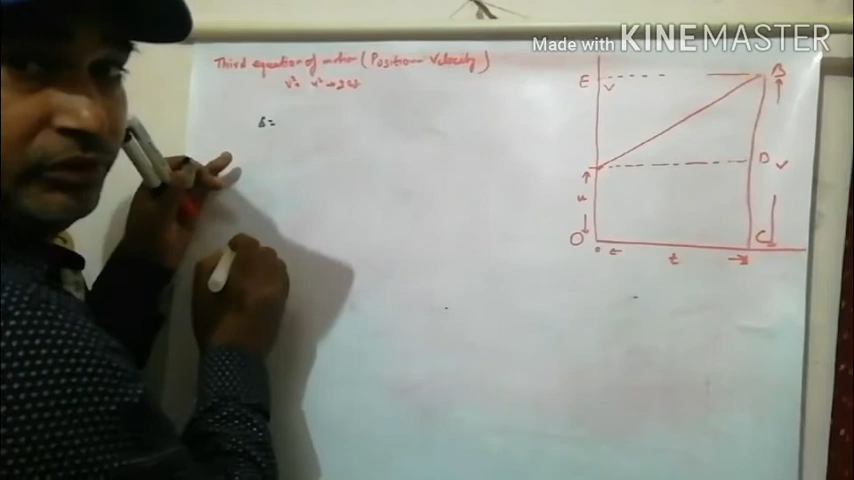 Made with KINEMASTER
Third equation of motion (Position - Velocity)
v² = u² + 2as
s =
E
v
B
D
v
u
O
C
t